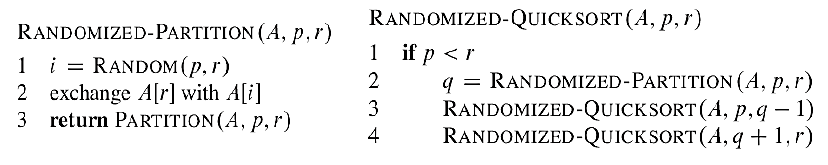 RANDOMIZED-PARTITION(A, p, r)
1 i = RANDOM(p, r)
2 exchange A[r] with A[i]
3 return PARTITION(A, p, r)
RANDOMIZED-QUICKSORT(A, p, r)
1 if p < r
2 q = RANDOMIZED-PARTITION(A, p, r)
3 RANDOMIZED-QUICKSORT(A, p, q − 1)
4 RANDOMIZED-QUICKSORT(A, q + 1, r)